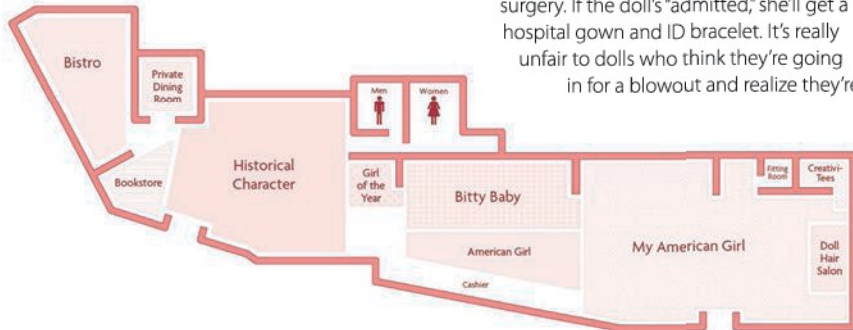 surgery. If the doll's "admitted," she'll get a
hospital gown and ID bracelet. It's really
unfair to dolls who think they're going
in for a blowout and realize they're
Bistro
Private
Dining
Room
Men
Women
Bookstore
Historical
Character
Girl
of the
Year
Bitty Baby
American Girl
Cashier
My American Girl
Fitting
Room
Creativi-
Tees
Doll
Hair
Salon